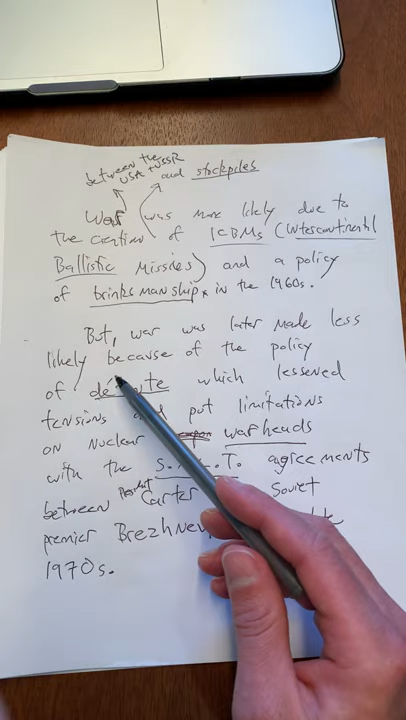 between the
USA + USSR
and stockpiles
War was more likely due to
the creation of ICBMs (Intercontinental
Ballistic Missiles) and a policy
of brinksmanship in the 1960s.
But, war was later made less
likely because of the policy
of which lessened
tensions and put limitations
on nuclear warheads
with the S.A.L.T. agreements
between President Carter Soviet
premier Brezhnev
1970s.